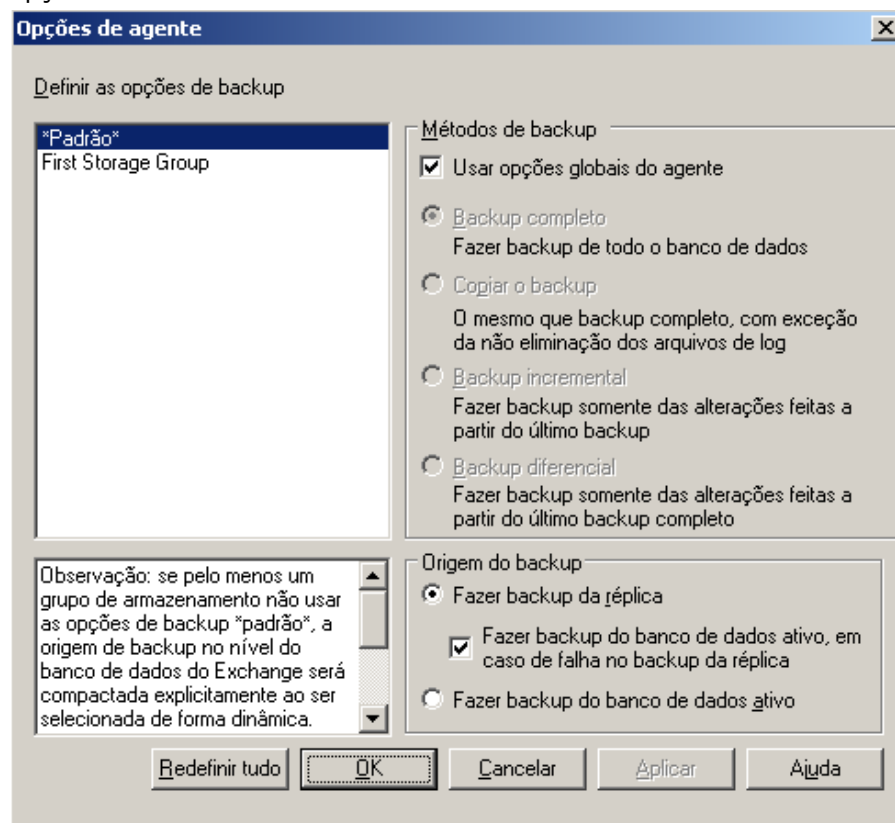 Opções de agente
Definir as opções de backup
*Padrão*
First Storage Group
Métodos de backup
Usar opções globais do agente
Backup completo
Fazer backup de todo o banco de dados
Copiar o backup
O mesmo que backup completo, com exceção
da não eliminação dos arquivos de log
Backup incremental
Fazer backup somente das alterações feitas a
partir do último backup
Backup diferencial
Fazer backup somente das alterações feitas a
partir do último backup completo
Observação: se pelo menos um
grupo de armazenamento não usar
as opções de backup *padrão*, a
origem de backup no nível do
banco de dados do Exchange será
compactada explicitamente ao ser
selecionada de forma dinâmica.
Origem do backup
Fazer backup da réplica
Fazer backup do banco de dados ativo, em
caso de falha no backup da réplica
Fazer backup do banco de dados ativo
Redefinir tudo
OK
Cancelar
Aplicar
Ajuda